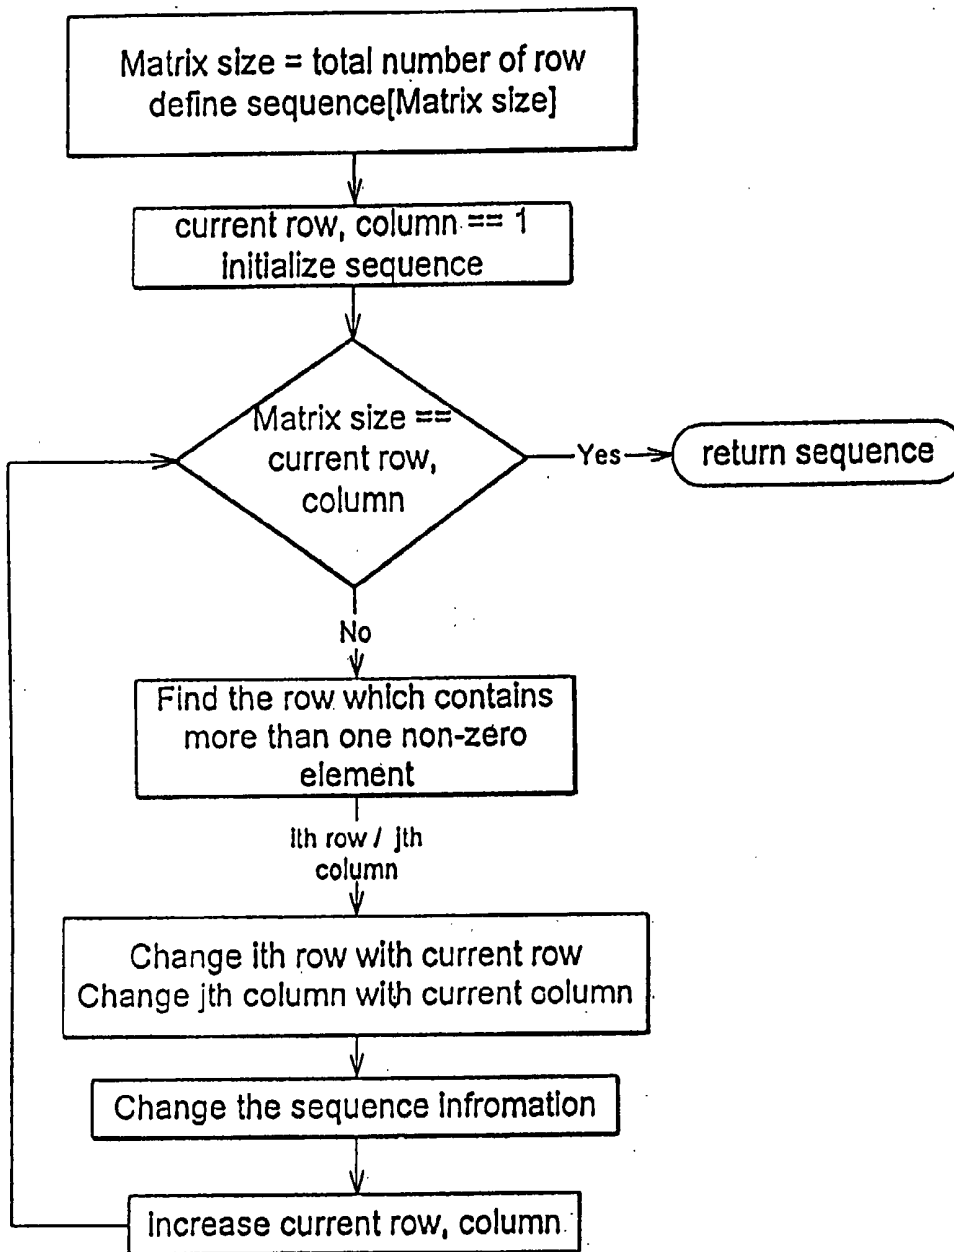 Matrix size = total number of row
define sequence[Matrix size]
current row, column == 1
initialize sequence
Matrix size ==
current row,
column
Yes
return sequence
No
Find the row which contains
more than one non-zero
element
ith row / jth
column
Change ith row with current row
Change jth column with current column
Change the sequence infromation
increase current row, column